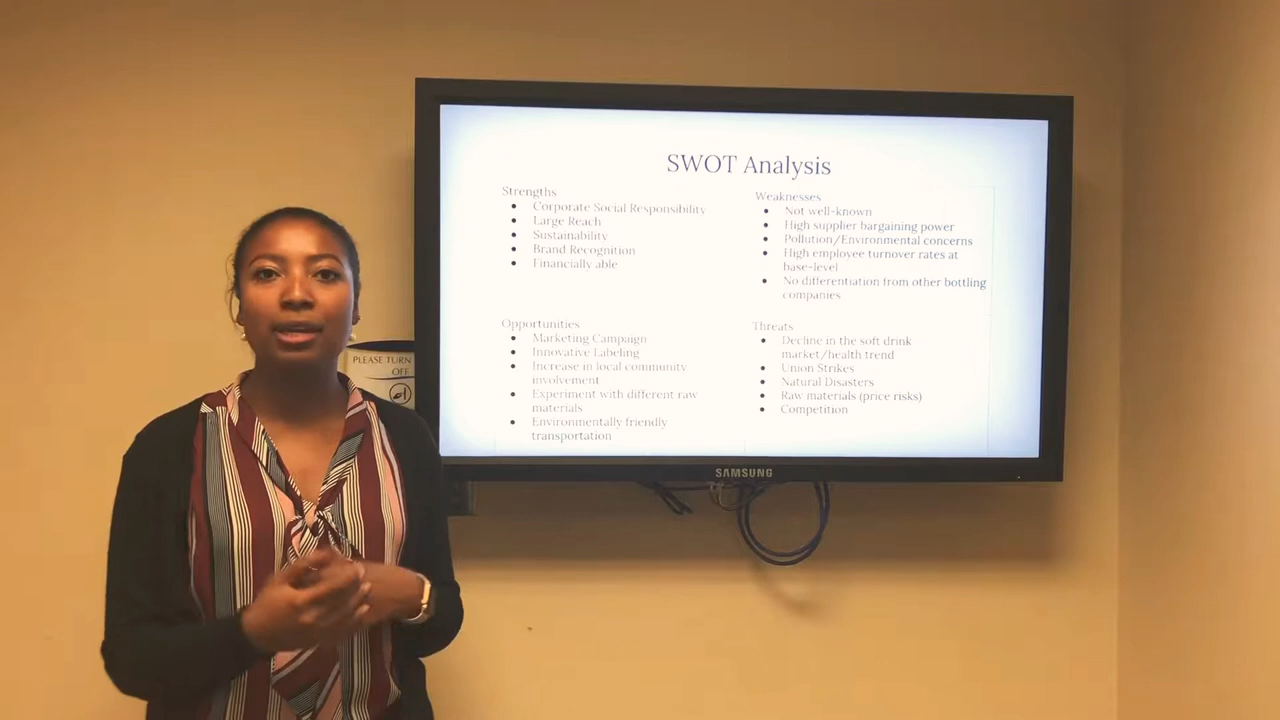 SWOT Analysis
Strengths
• Corporate Social Responsibility
• Large Reach
• Sustainability
• Brand Recognition
• Financially able
Weaknesses
• Not well-known
• High supplier bargaining power
• Pollution/Environmental concerns
• High employee turnover rates at
base-level
• No differentiation from other bottling
companies
Opportunities
• Marketing Campaign
• Innovative Labeling
• Increase in local community
involvement
• Experiment with different raw
materials
• Environmentally friendly
transportation
Threats
• Decline in the soft drink
market/health trend
• Union Strikes
• Natural Disasters
• Raw materials (price risks)
• Competition
PLEASE TURN
OFF
SAMSUNG